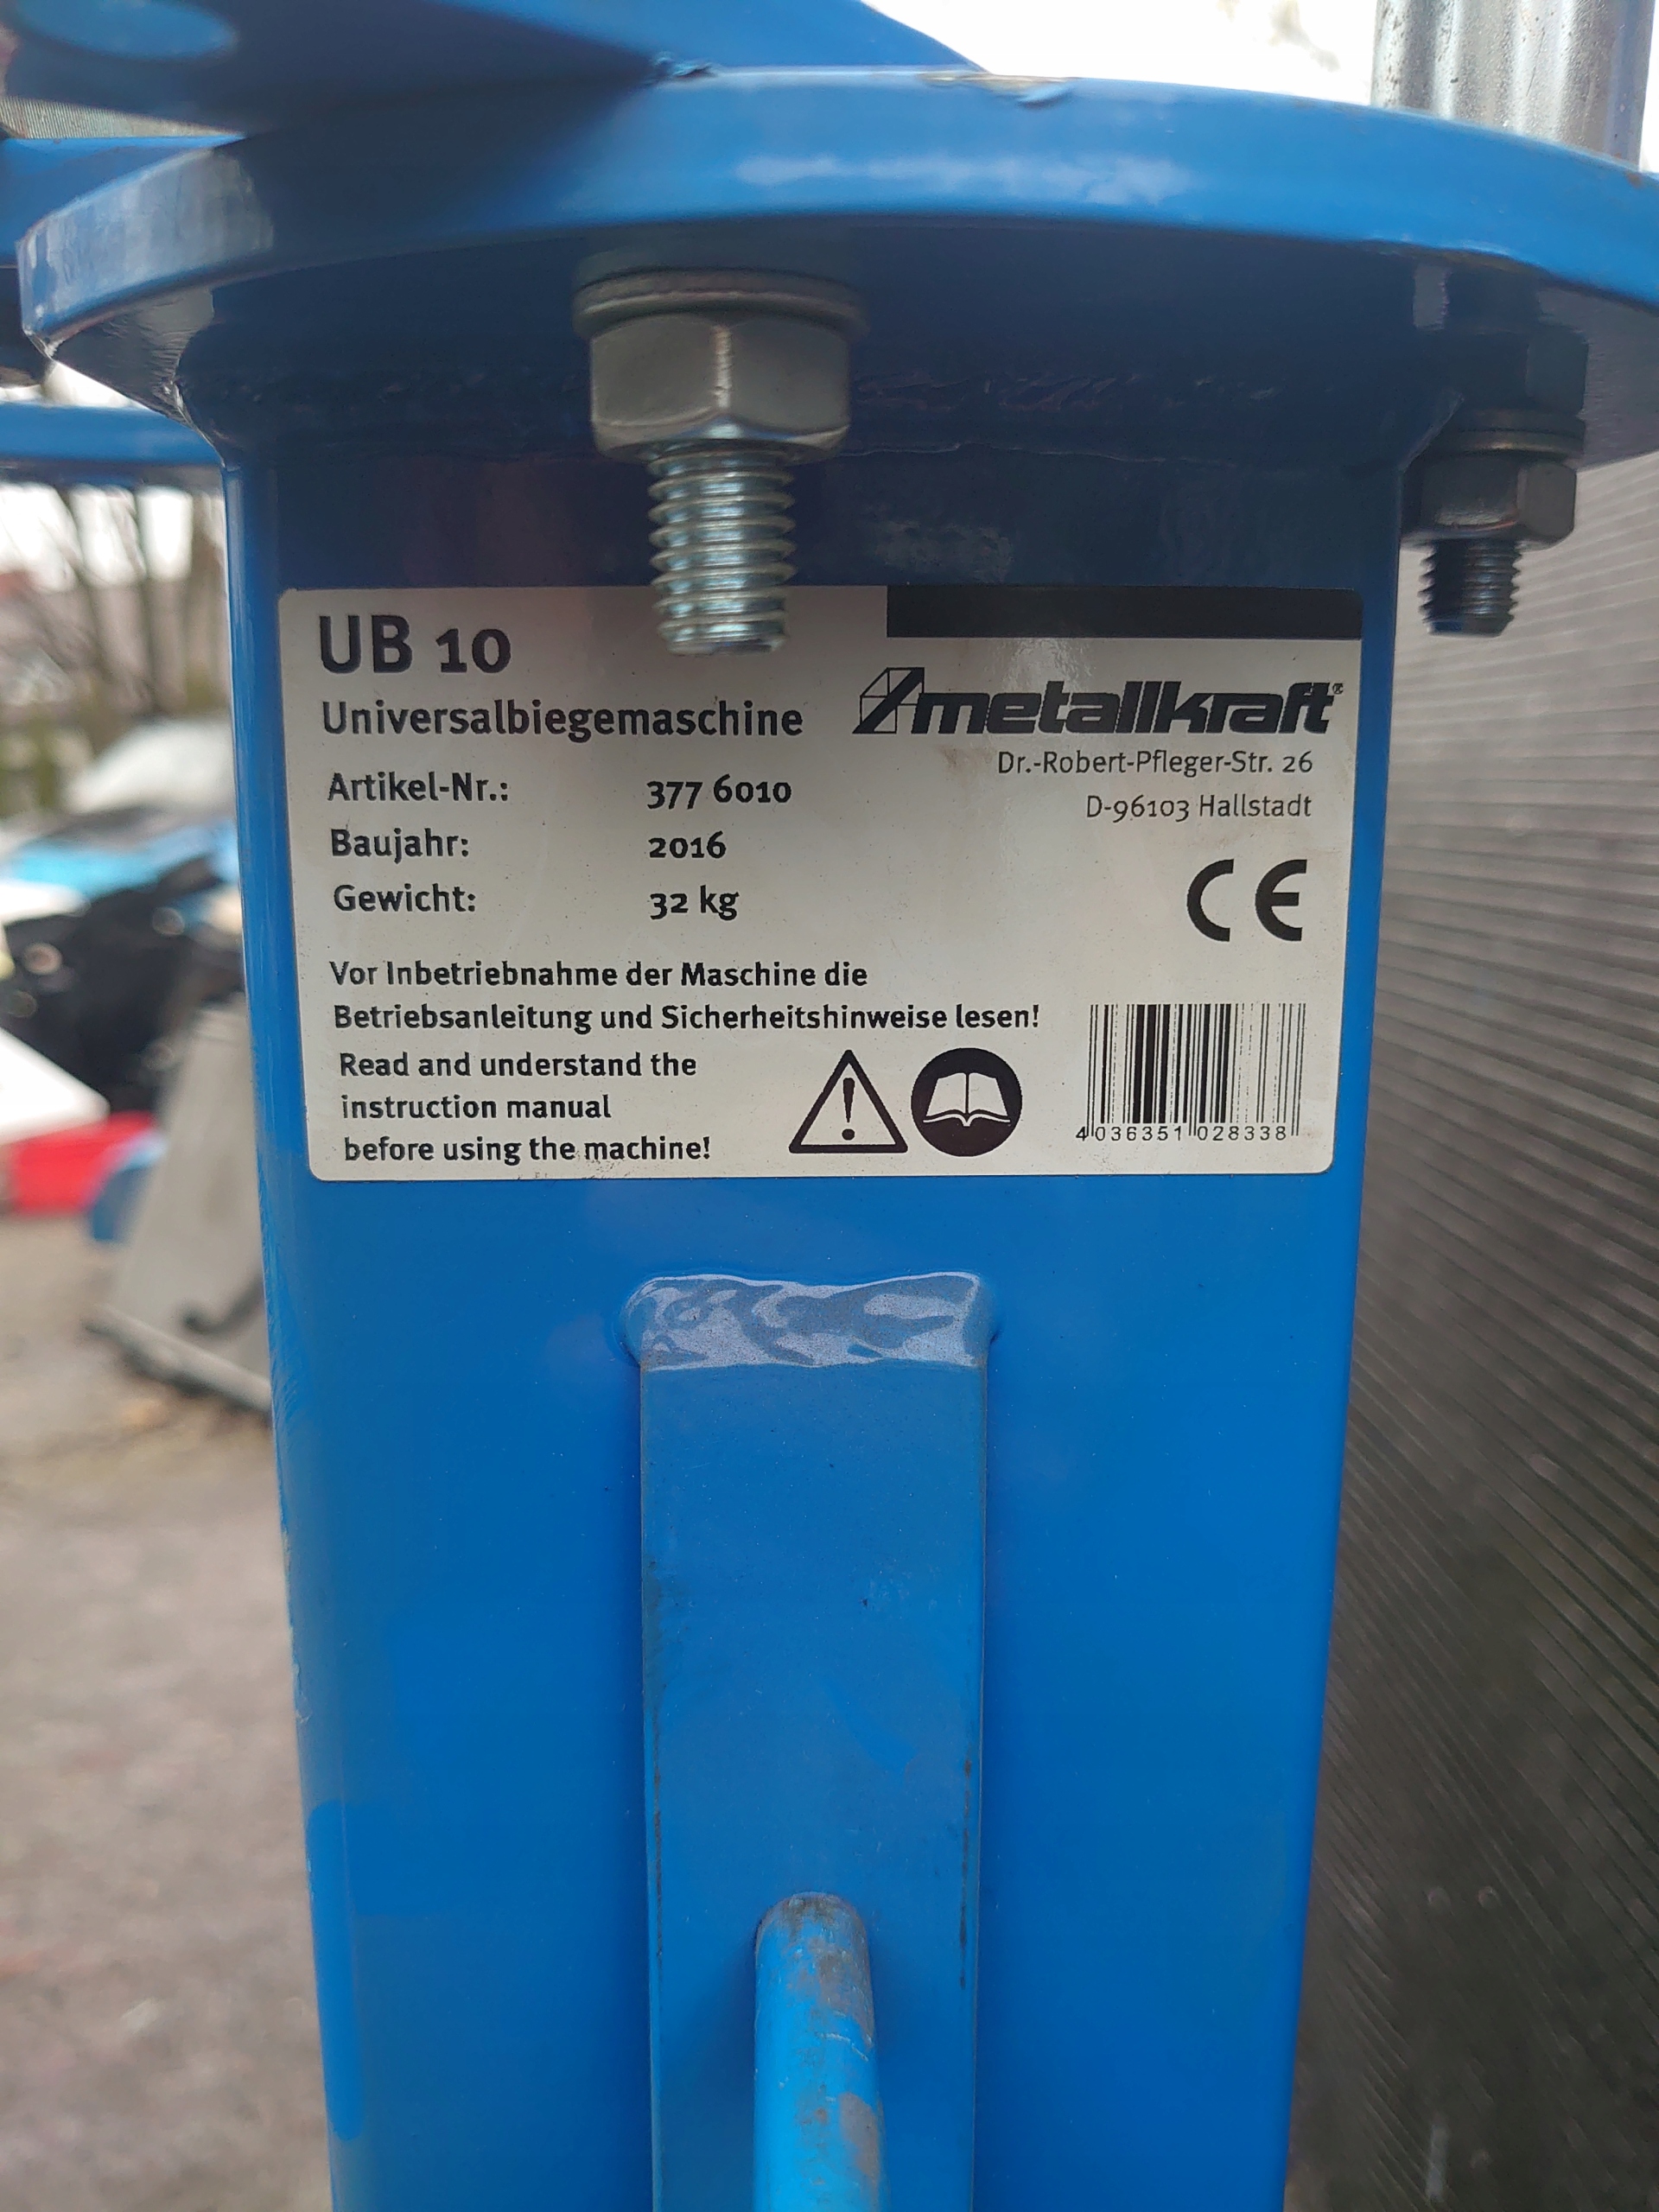 UB 10
Universalbiegemaschine
metallkraft®
Dr.-Robert-Pfleger-Str. 26
D-96103 Hallstadt
Artikel-Nr.: 377 6010
Baujahr: 2016
Gewicht: 32 kg
CE
Vor Inbetriebnahme der Maschine die
Betriebsanleitung und Sicherheitshinweise lesen!
Read and understand the
instruction manual
before using the machine!
4 036351 028338